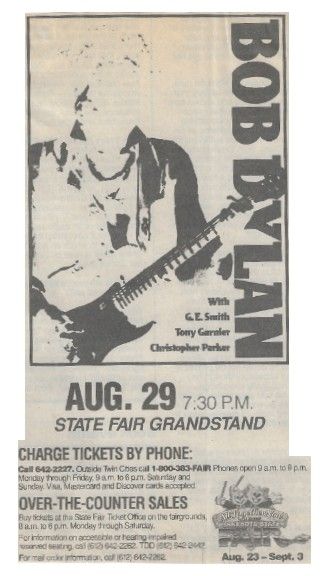 BOB DYLAN
With
G.E. Smith
Tony Garnier
Christopher Parker
AUG. 29 7:30 P.M.
STATE FAIR GRANDSTAND
CHARGE TICKETS BY PHONE:
Call 642-2227. Outside Twin Cities call 1-800-383-FAIR Phones open 9 a.m. to 9 p.m.
Monday through Friday, 9 a.m. to 6 p.m. Saturday and
Sunday. Visa, Mastercard and Discover cards accepted.
OVER-THE-COUNTER SALES
Buy tickets at the State Fair Ticket Office on the fairgrounds,
8 a.m. to 6 p.m. Monday through Saturday.
For information on accessible or hearing impaired
reserved seating, call (612) 642-2262. TDD (612) 642-2442
For mail order information, call (612) 642-2262.
MINNESOTA STATE
Aug. 23 - Sept. 3